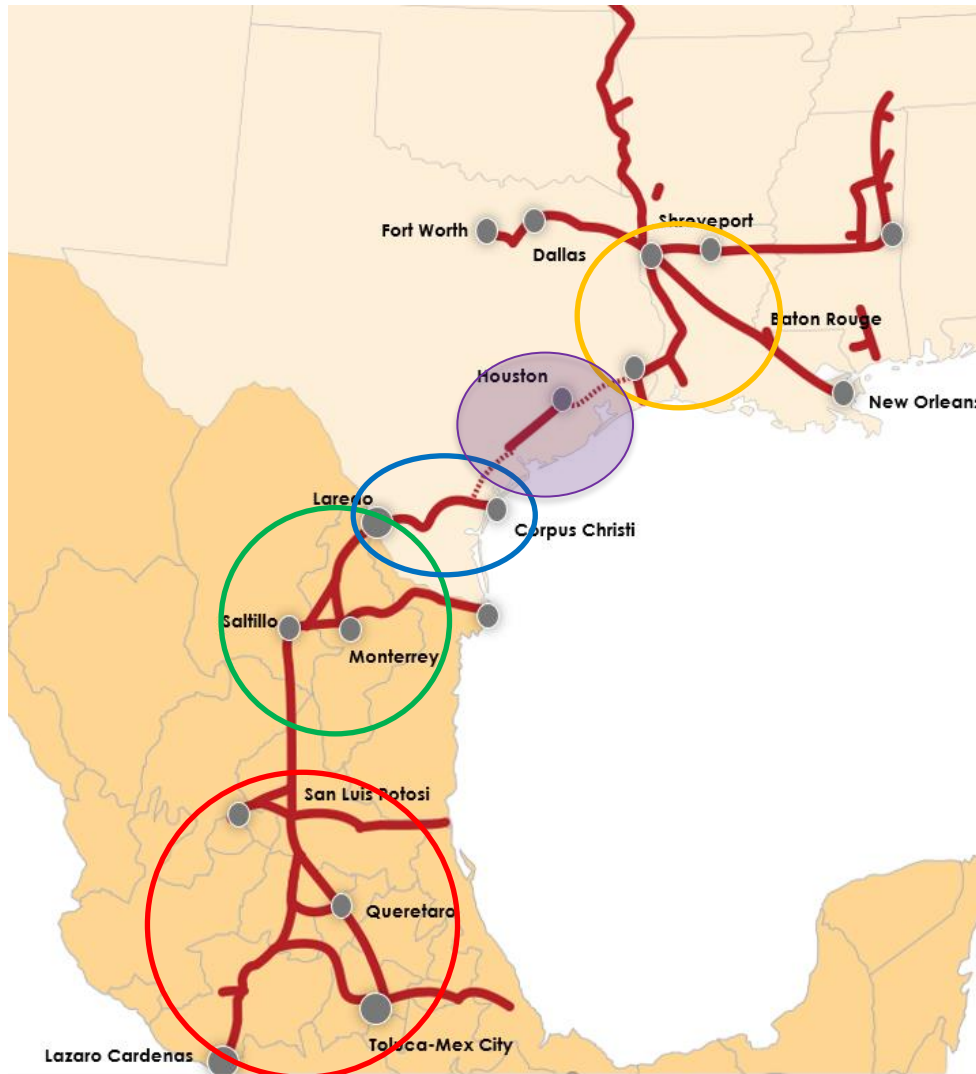 Shreveport
Fort Worth
Dallas
Baton Rouge
Houston
New Orleans
Laredo
Corpus Christi
Saltillo
Monterrey
San Luis Potosi
Queretaro
Toluca-Mex City
Lazaro Cardenas